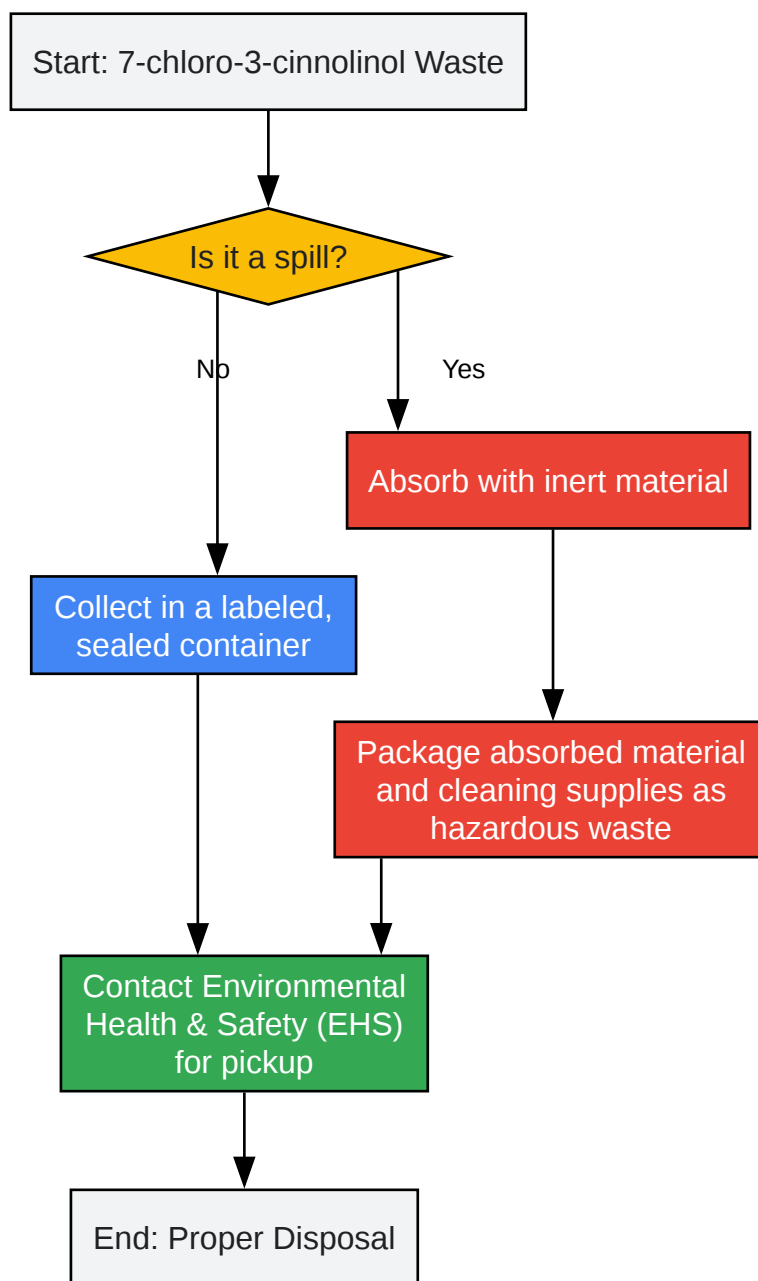 Start: 7-chloro-3-cinnolinol Waste
Is it a spill?
No
Yes
Absorb with inert material
Collect in a labeled,
sealed container
Package absorbed material
and cleaning supplies as
hazardous waste
Contact Environmental
Health & Safety (EHS)
for pickup
End: Proper Disposal